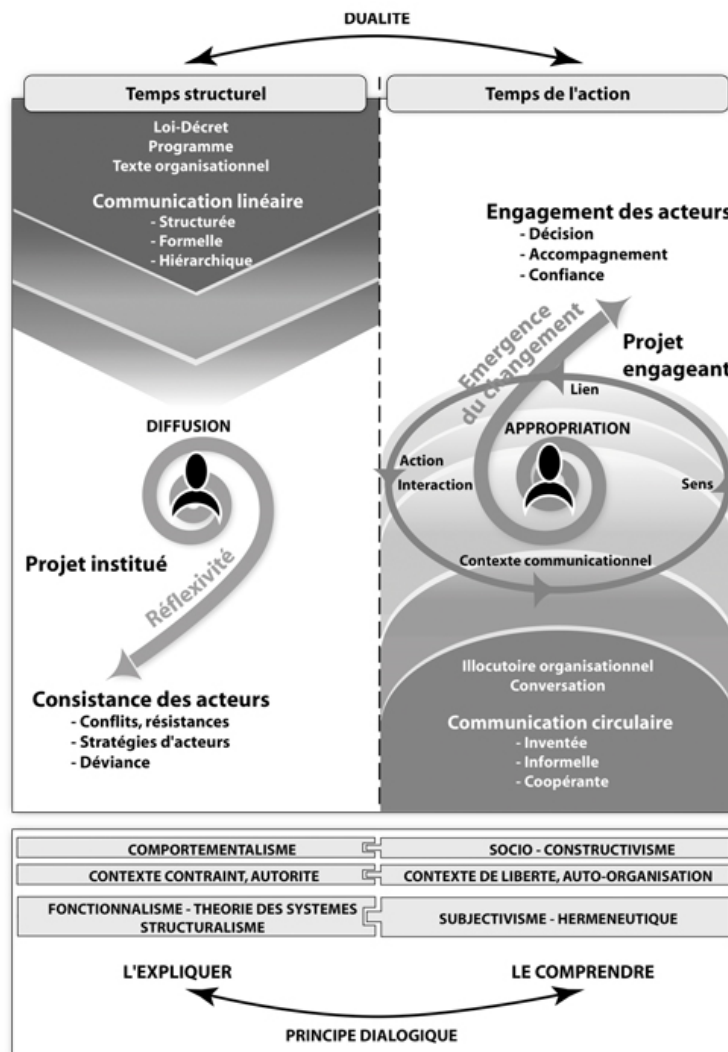 DUALITE
Temps structurel
Loi-Décret
Programme
Texte organisationnel
Communication linéaire
- Structurée
- Formelle
- Hiérarchique
DIFFUSION
Projet institué
Réflexivité
Consistance des acteurs
- Conflits, résistances
- Stratégies d'acteurs
- Déviance
Temps de l'action
Engagement des acteurs
- Décision
- Accompagnement
- Confiance
Emergence
du changement
Projet
engageant
Lien
APPROPRIATION
Action
Interaction
Sens
Contexte communicationnel
Illocutoire organisationnel
Conversation
Communication circulaire
- Inventée
- Informelle
- Coopérante
COMPORTEMENTALISME
SOCIO - CONSTRUCTIVISME
CONTEXTE CONTRAINT, AUTORITE
CONTEXTE DE LIBERTE, AUTO-ORGANISATION
FONCTIONNALISME - THEORIE DES SYSTEMES
STRUCTURALISME
SUBJECTIVISME - HERMENEUTIQUE
L'EXPLIQUER
LE COMPRENDRE
PRINCIPE DIALOGIQUE